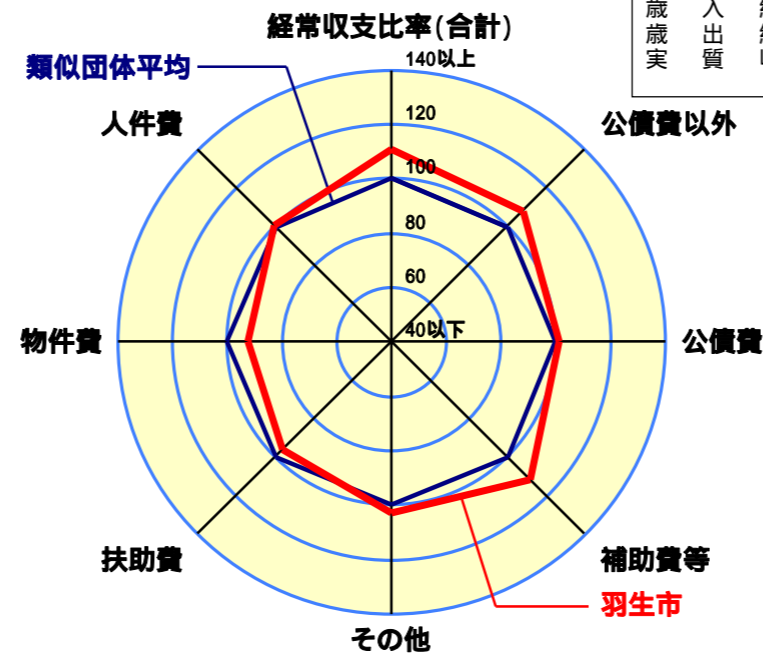 経常収支比率(合計)
歳入
歳出
実質
140以上
類似団体平均
人件費
120
公債費以外
100
80
60
物件費
40以下
公債費
扶助費
補助費等
羽生市
その他